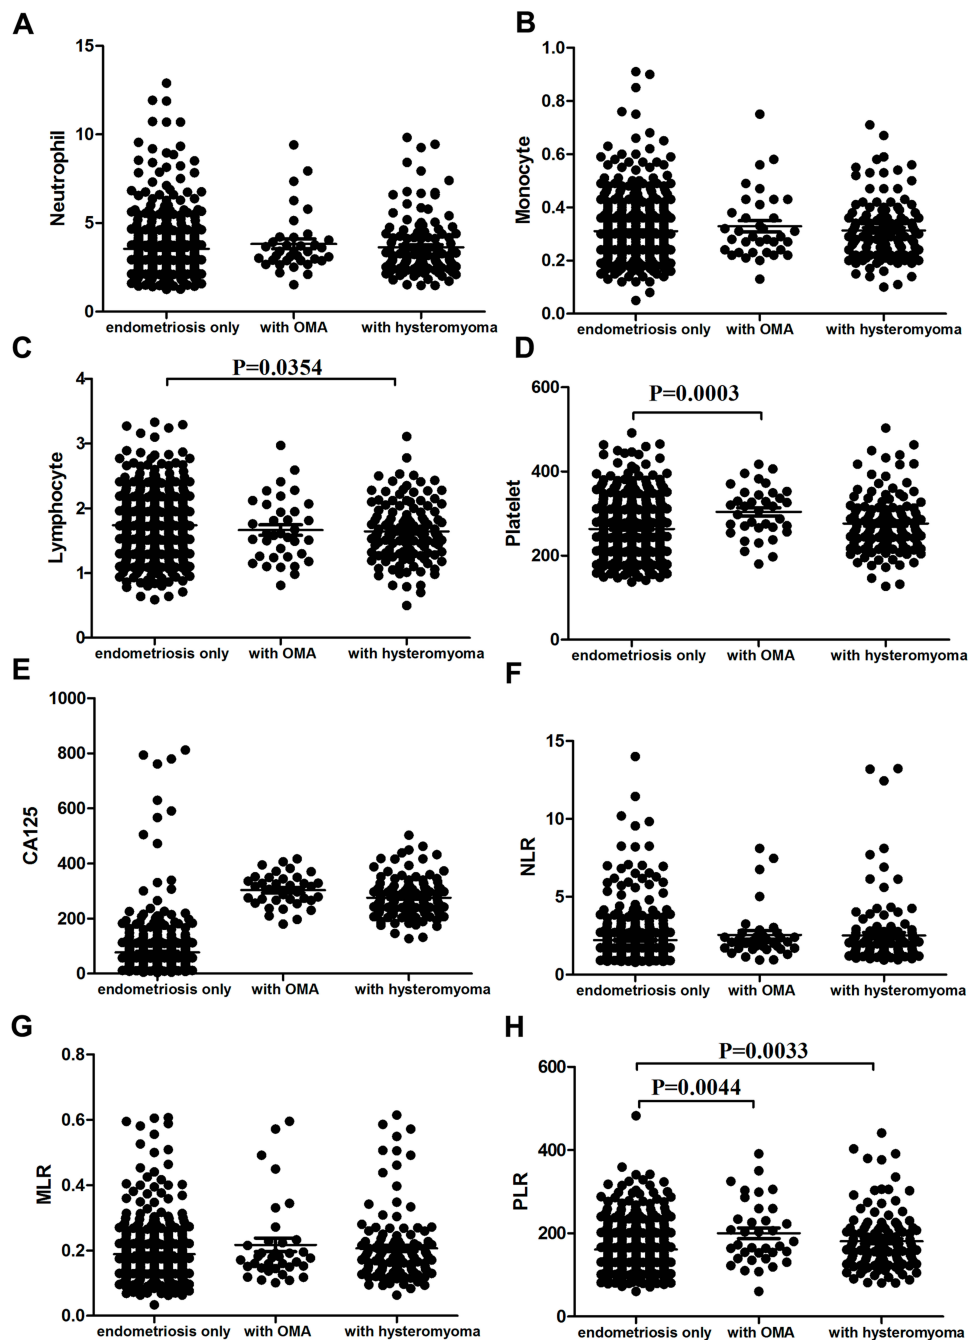 A
Neutrophil
15
10
5
0
endometriosis only
with OMA
with hysteromyoma
B
Monocyte
1.0
0.8
0.6
0.4
0.2
0.0
endometriosis only
with OMA
with hysteromyoma
C
P=0.0354
Lymphocyte
4
3
2
1
0
endometriosis only
with OMA
with hysteromyoma
D
P=0.0003
Platelet
600
400
200
0
endometriosis only
with OMA
with hysteromyoma
E
CA125
1000
800
600
400
200
0
endometriosis only
with OMA
with hysteromyoma
F
NLR
15
10
5
0
endometriosis only
with OMA
with hysteromyoma
G
MLR
0.8
0.6
0.4
0.2
0.0
endometriosis only
with OMA
with hysteromyoma
H
P=0.0033
P=0.0044
PLR
600
400
200
0
endometriosis only
with OMA
with hysteromyoma